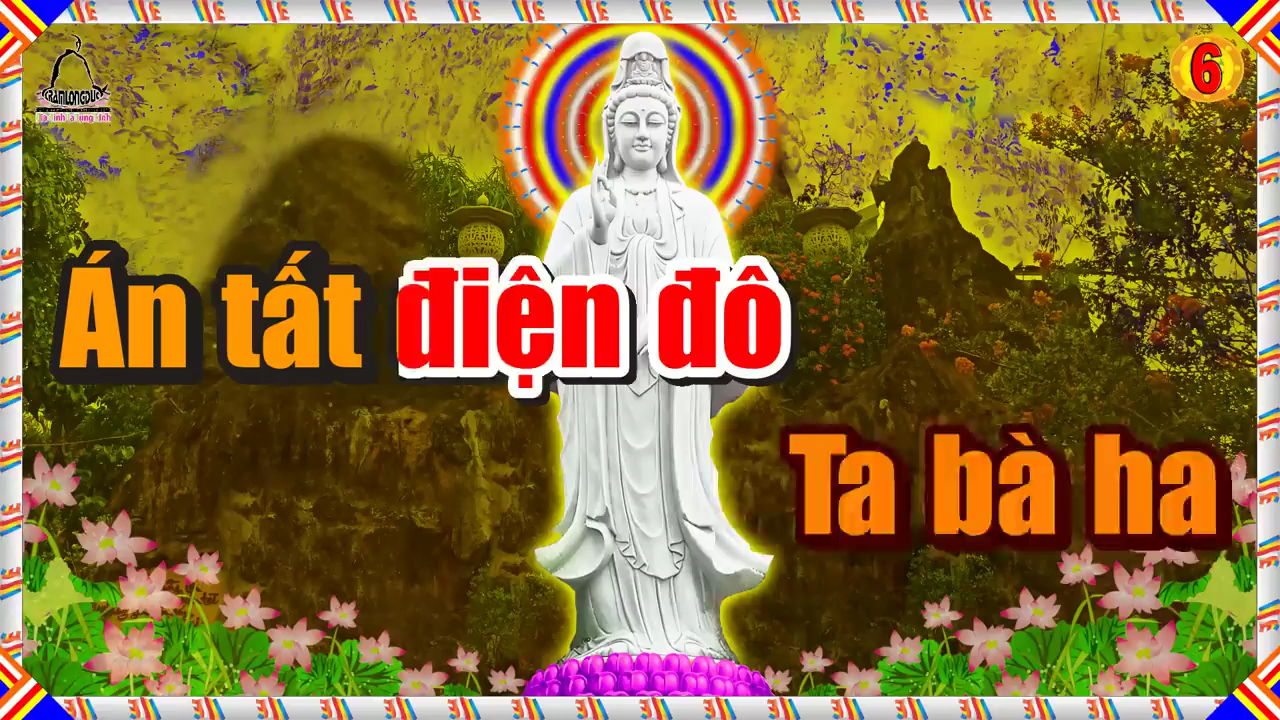 6
Án tất điện đô
Ta bà ha